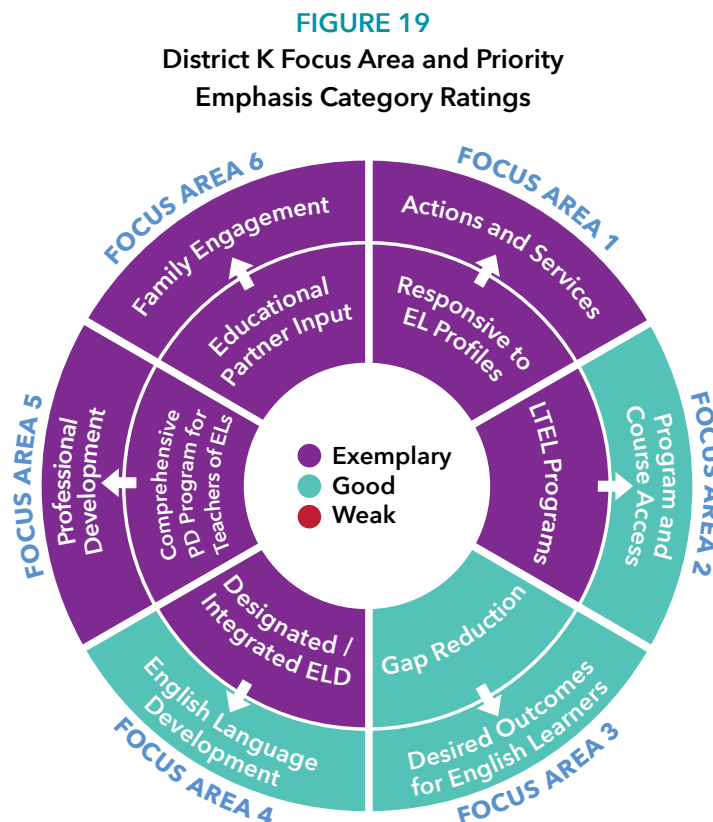 FIGURE 19
District K Focus Area and Priority
Emphasis Category Ratings
FOCUS AREA 1
Actions and Services
Responsive to
EL Profiles
FOCUS AREA 2
Program and
Course Access
LTEL Programs
FOCUS AREA 3
Desired Outcomes
for English Learners
Gap Reduction
FOCUS AREA 4
English Language
Development
Designated /
Integrated ELD
FOCUS AREA 5
Professional
Development
Comprehensive
PD Program for
Teachers of ELs
FOCUS AREA 6
Family Engagement
Educational
Partner Input
Exemplary
Good
Weak